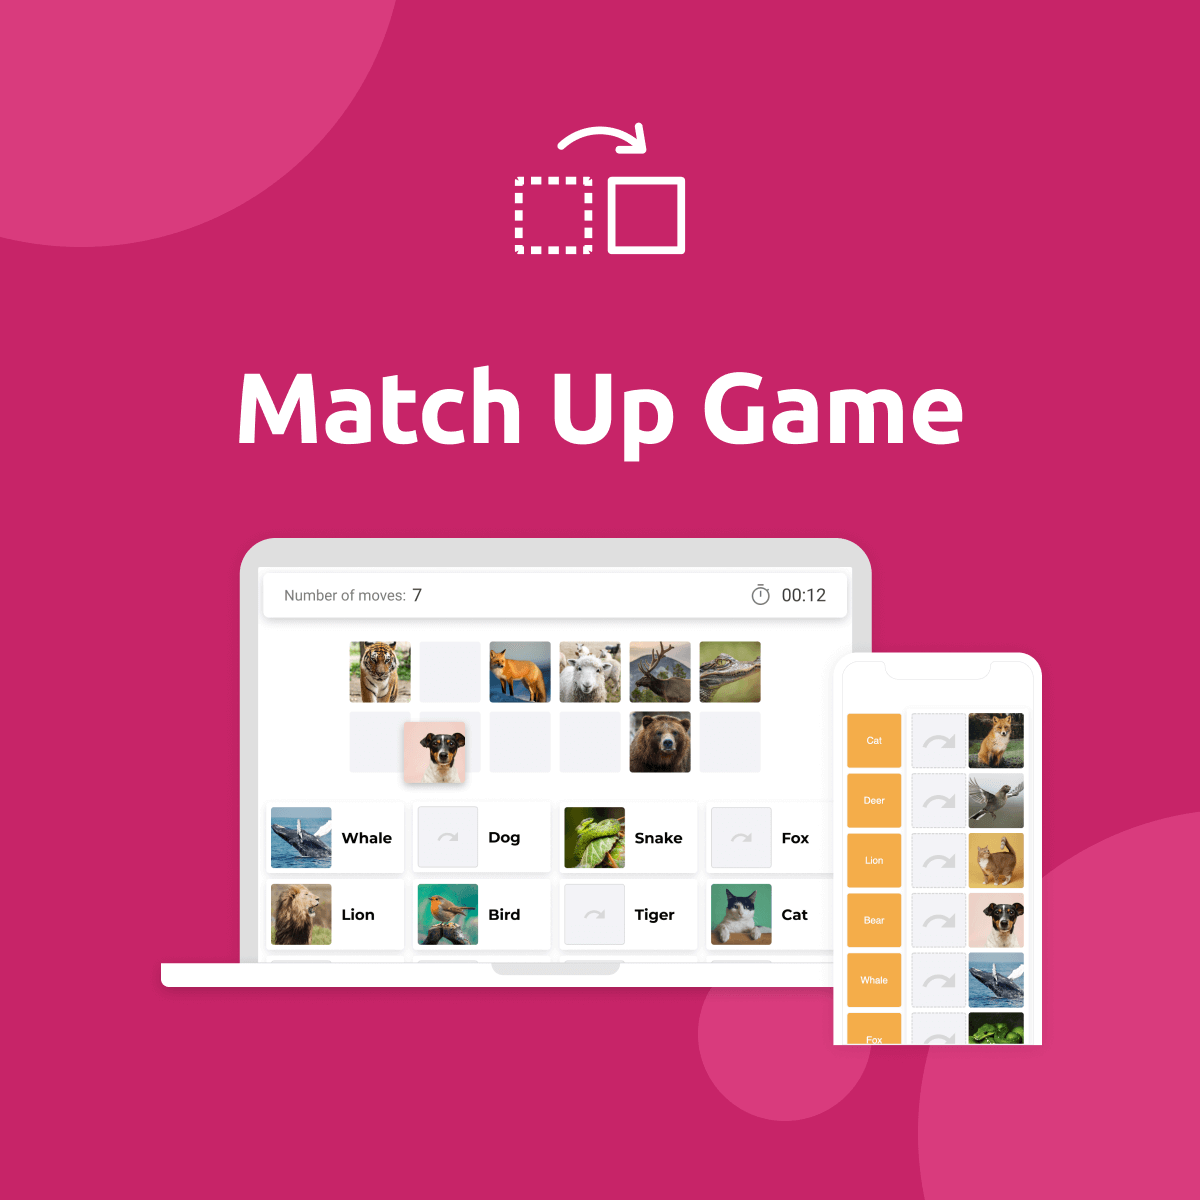 Match Up Game
Number of moves: 7
00:12
Whale
Dog
Snake
Fox
Lion
Bird
Tiger
Cat
Cat
Deer
Lion
Bear
Whale
Fox